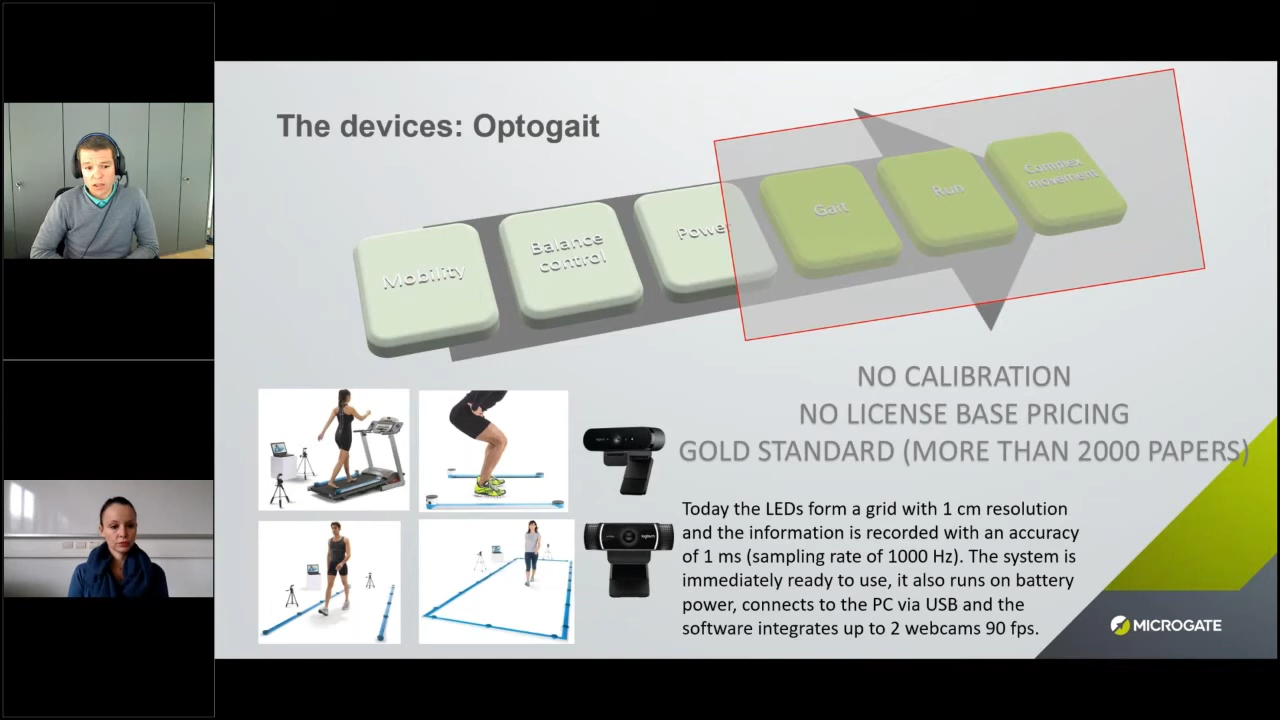 The devices: Optogait
Mobility
Balance
control
Power
Gait
Run
Complex
movement
NO CALIBRATION
NO LICENSE BASE PRICING
GOLD STANDARD (MORE THAN 2000 PAPERS)
Today the LEDs form a grid with 1 cm resolution
and the information is recorded with an accuracy
of 1 ms (sampling rate of 1000 Hz). The system is
immediately ready to use, it also runs on battery
power, connects to the PC via USB and the
software integrates up to 2 webcams 90 fps.
MICROGATE